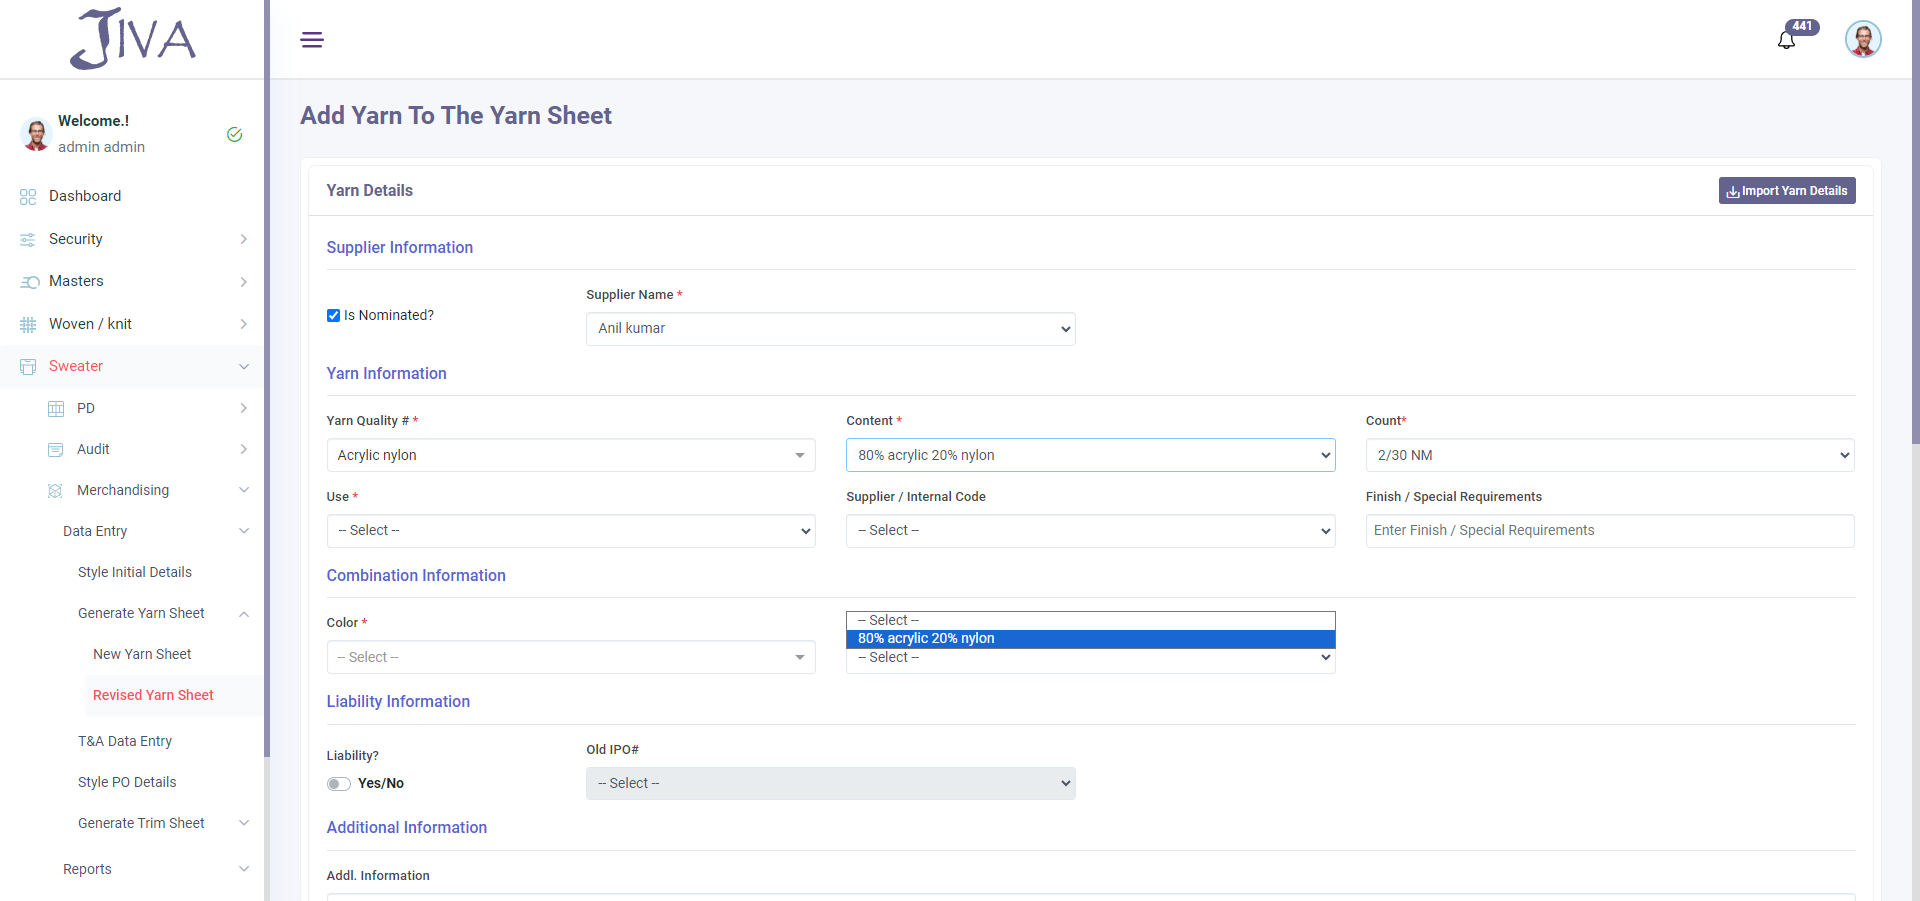 JIVA
441
Welcome.!
admin admin
Dashboard
Security
Masters
Woven / knit
Sweater
PD
Audit
Merchandising
Data Entry
Style Initial Details
Generate Yarn Sheet
New Yarn Sheet
Revised Yarn Sheet
T&A Data Entry
Style PO Details
Generate Trim Sheet
Reports
Add Yarn To The Yarn Sheet
Yarn Details
Import Yarn Details
Supplier Information
Is Nominated?
Supplier Name *
Anil kumar
Yarn Information
Yarn Quality # *
Content *
Count*
Acrylic nylon
80% acrylic 20% nylon
2/30 NM
Use *
Supplier / Internal Code
Finish / Special Requirements
-- Select --
-- Select --
Enter Finish / Special Requirements
Combination Information
Color *
-- Select --
80% acrylic 20% nylon
-- Select --
-- Select --
Liability Information
Liability?
Old IPO#
Yes/No
-- Select --
Additional Information
Addl. Information